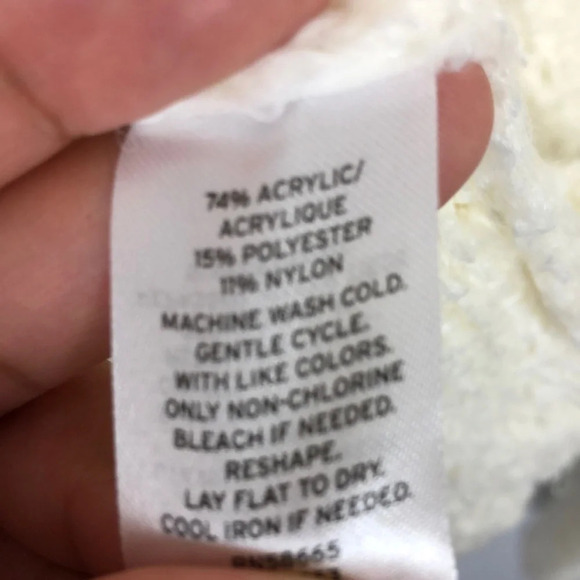 74% ACRYLIC/
ACRYLIQUE
15% POLYESTER
11% NYLON
MACHINE WASH COLD.
GENTLE CYCLE.
WITH LIKE COLORS.
ONLY NON-CHLORINE
BLEACH IF NEEDED.
RESHAPE.
LAY FLAT TO DRY.
COOL IRON IF NEEDED.